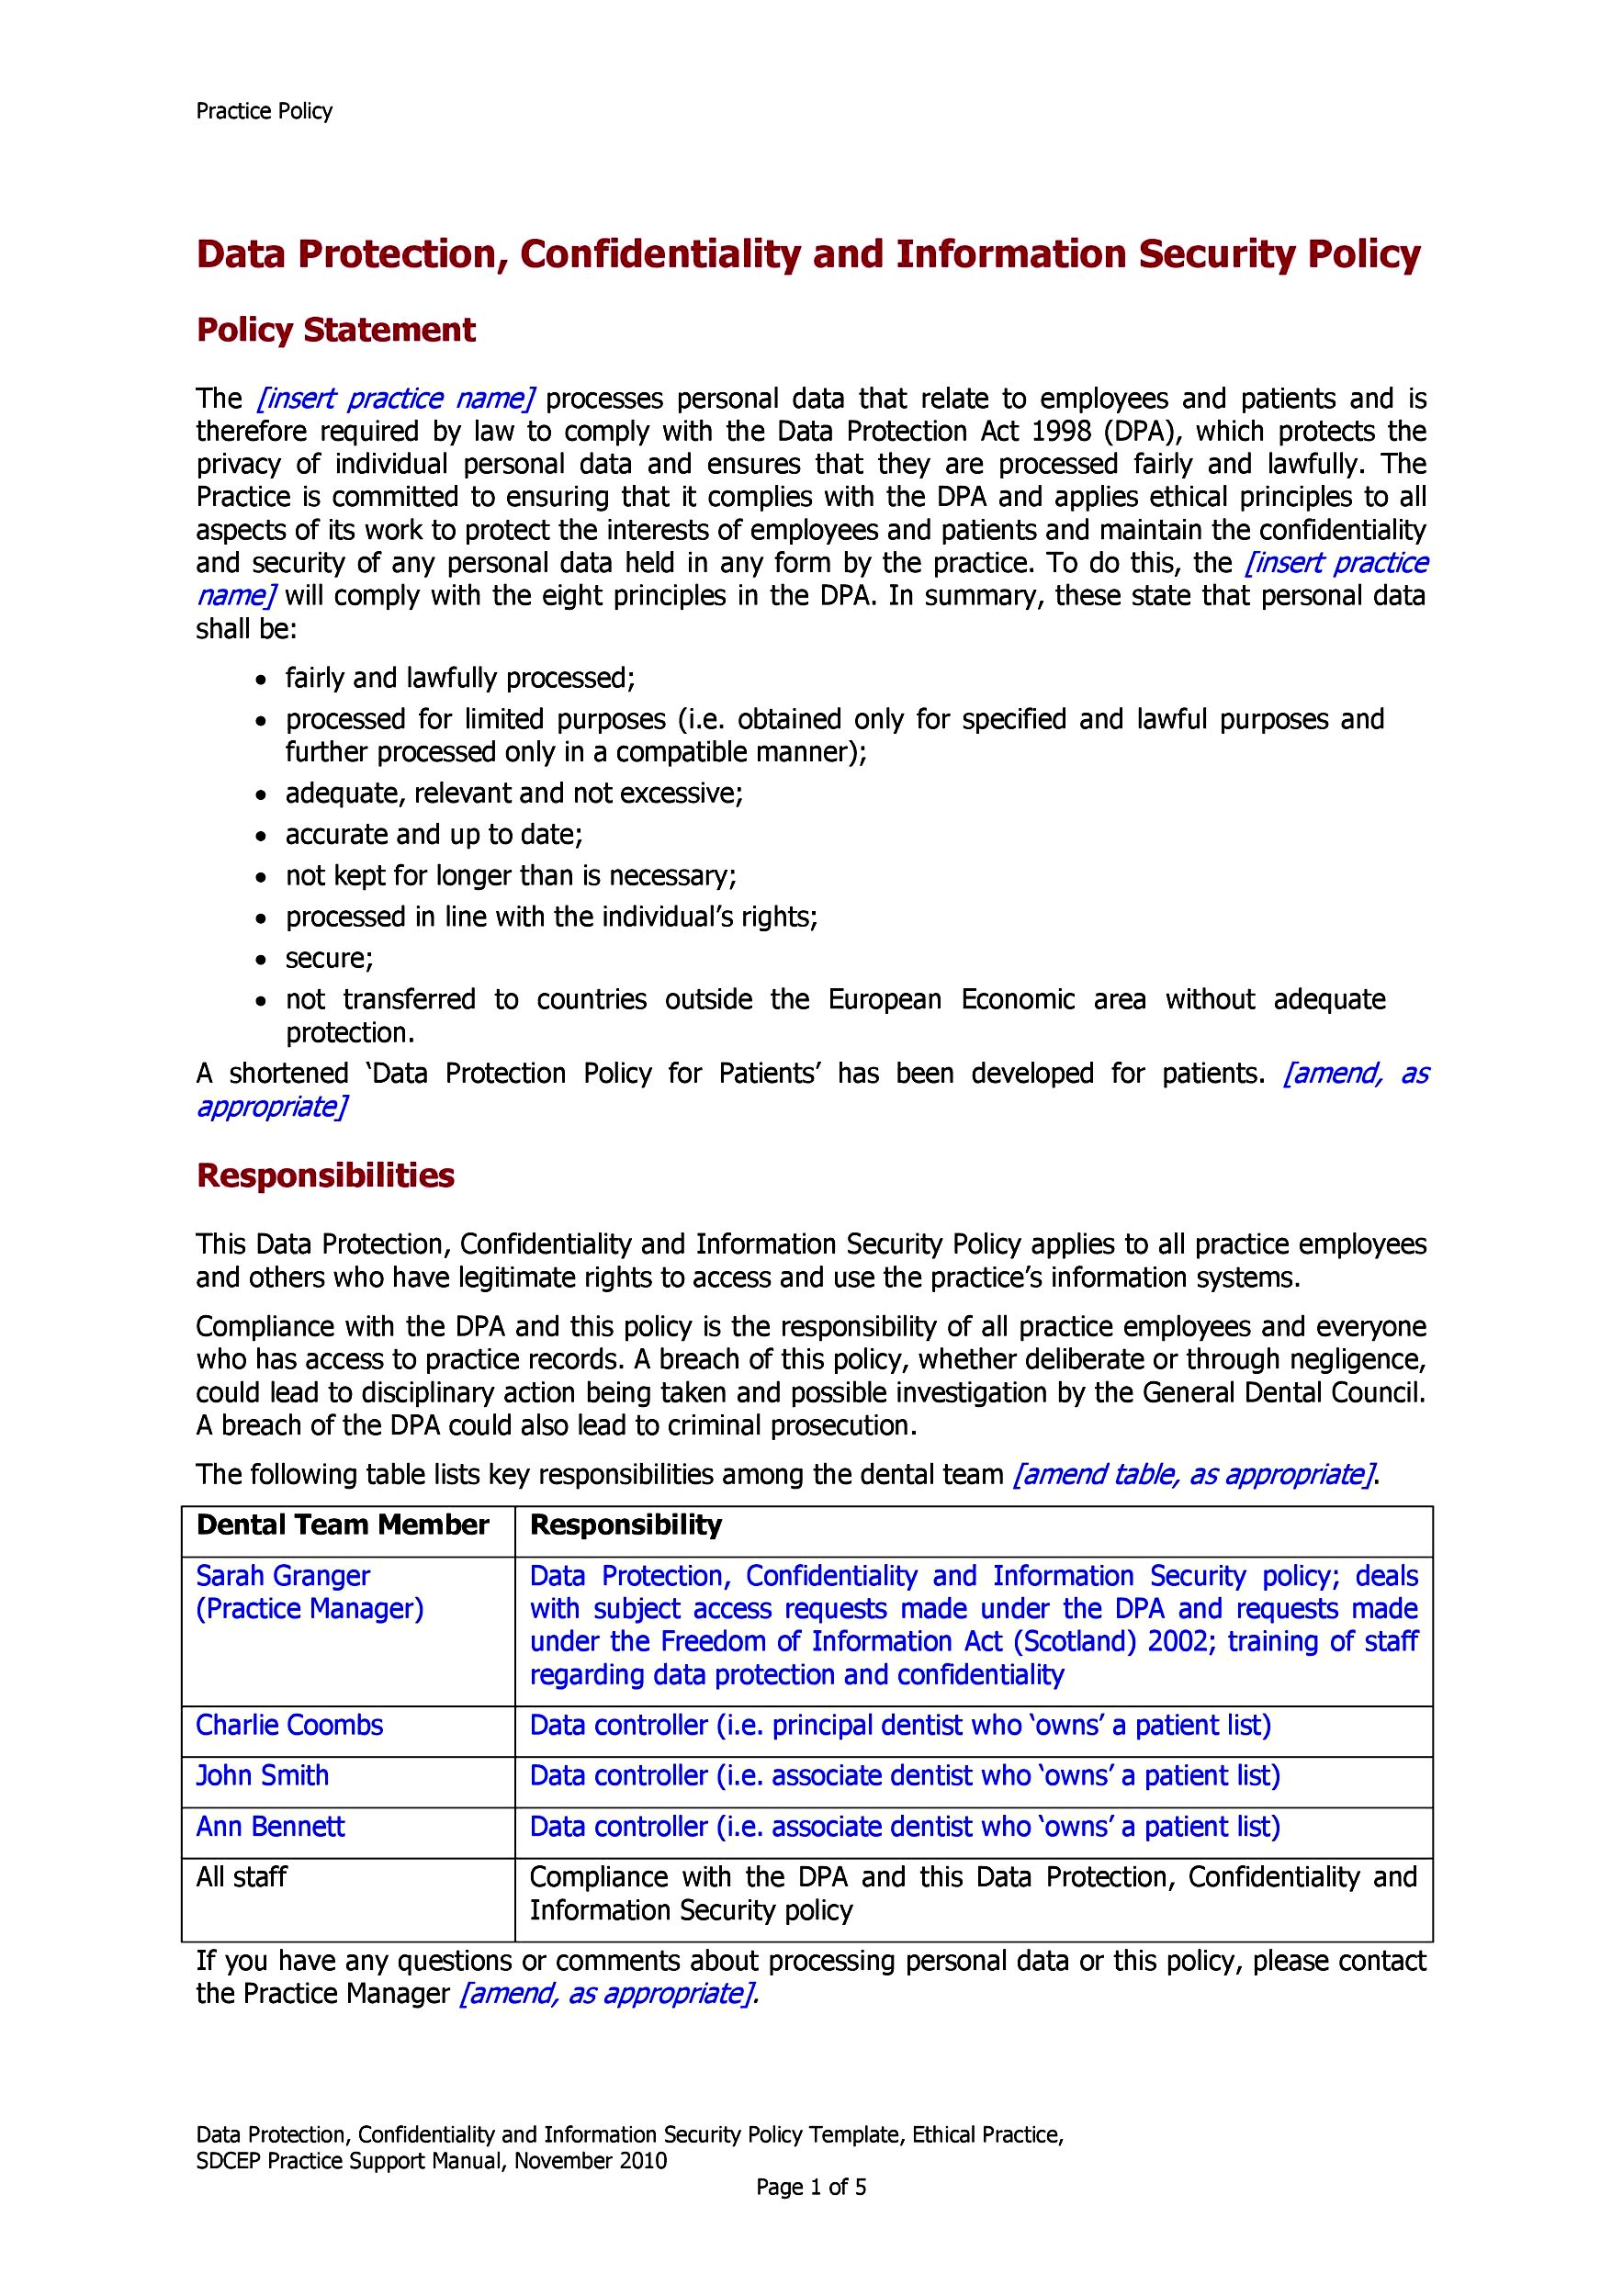 Practice Policy
Data Protection, Confidentiality and Information Security Policy
Policy Statement
The [insert practice name] processes personal data that relate to employees and patients and is
therefore required by law to comply with the Data Protection Act 1998 (DPA), which protects the
privacy of individual personal data and ensures that they are processed fairly and lawfully. The
Practice is committed to ensuring that it complies with the DPA and applies ethical principles to all
aspects of its work to protect the interests of employees and patients and maintain the confidentiality
and security of any personal data held in any form by the practice. To do this, the [insert practice
name] will comply with the eight principles in the DPA. In summary, these state that personal data
shall be:
• fairly and lawfully processed;
• processed for limited purposes (i.e. obtained only for specified and lawful purposes and
further processed only in a compatible manner);
• adequate, relevant and not excessive;
• accurate and up to date;
• not kept for longer than is necessary;
• processed in line with the individual’s rights;
• secure;
• not transferred to countries outside the European Economic area without adequate
protection.
A shortened ‘Data Protection Policy for Patients’ has been developed for patients. [amend, as
appropriate]
Responsibilities
This Data Protection, Confidentiality and Information Security Policy applies to all practice employees
and others who have legitimate rights to access and use the practice’s information systems.
Compliance with the DPA and this policy is the responsibility of all practice employees and everyone
who has access to practice records. A breach of this policy, whether deliberate or through negligence,
could lead to disciplinary action being taken and possible investigation by the General Dental Council.
A breach of the DPA could also lead to criminal prosecution.
The following table lists key responsibilities among the dental team [amend table, as appropriate].
Dental Team Member Responsibility
Sarah Granger
(Practice Manager)
Data Protection, Confidentiality and Information Security policy; deals
with subject access requests made under the DPA and requests made
under the Freedom of Information Act (Scotland) 2002; training of staff
regarding data protection and confidentiality
Charlie Coombs Data controller (i.e. principal dentist who ‘owns’ a patient list)
John Smith Data controller (i.e. associate dentist who ‘owns’ a patient list)
Ann Bennett Data controller (i.e. associate dentist who ‘owns’ a patient list)
All staff Compliance with the DPA and this Data Protection, Confidentiality and
Information Security policy
If you have any questions or comments about processing personal data or this policy, please contact
the Practice Manager [amend, as appropriate].
Data Protection, Confidentiality and Information Security Policy Template, Ethical Practice,
SDCEP Practice Support Manual, November 2010
Page 1 of 5